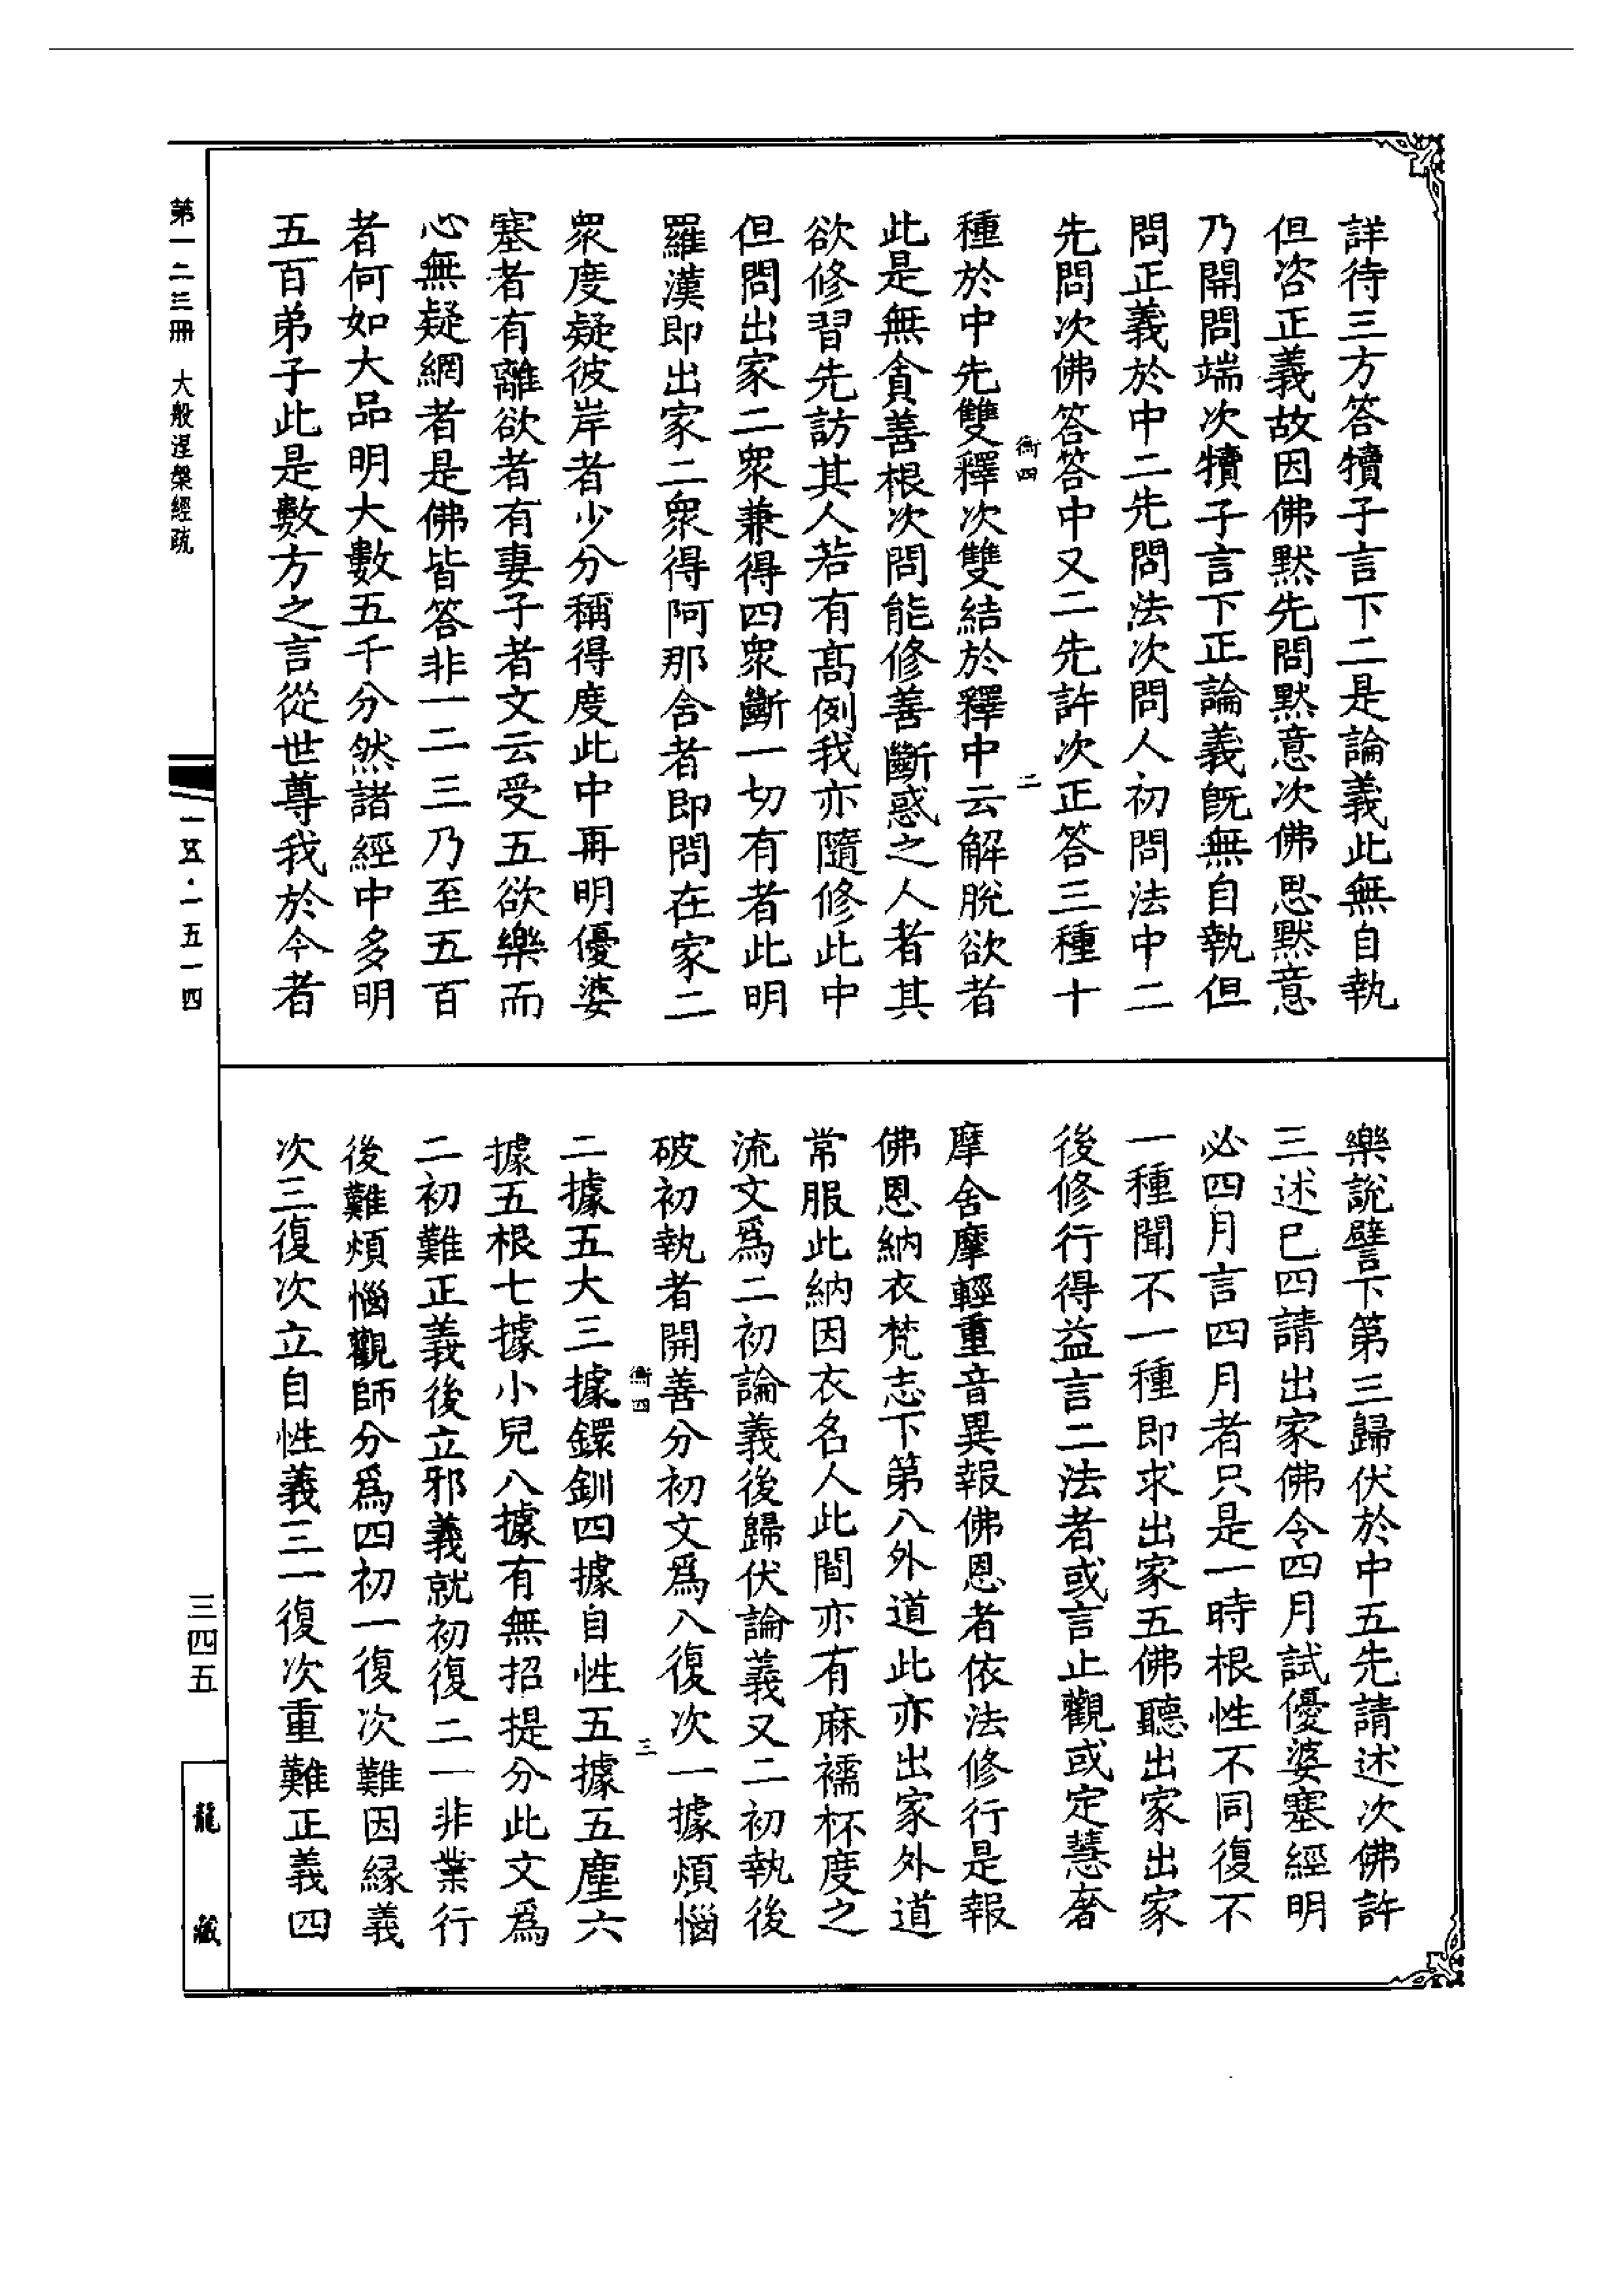 詳待三方答犢子言下二是論義此無自執
但咨正義故因佛默先問默意次佛思默意
乃開問端次犢子言下正論義旣無自執但
問正義於中二先問法次問人初問法中二
先問次佛答答中又二先許次正答三種十
衡四
二
種於中先雙釋次雙結於釋中云解脫欲者
此是無貪善根次問能修善斷惑之人者其
欲修習先訪其人若有高例我亦隨修此中
但問出家二衆兼得四衆斷一切有者此明
羅漢即出家二衆得阿那舍者即問在家二
衆度疑彼岸者少分稱得度此中再明優婆
塞者有離欲者有妻子者文云受五欲樂而
心無疑網者是佛皆答非一二三乃至五百
者何如大品明大數五千分然諸經中多明
五百弟子此是數方之言從世尊我於今者
樂說譬下第三歸伏於中五先請述次佛許
三述已四請出家佛令四月試優婆塞經明
必四月言四月者只是一時根性不同復不
一種聞不一種即求出家五佛聽出家出家
後修行得益言二法者或言止觀或定慧奢
摩舍摩輕重音異報佛恩者依法修行是報
佛恩納衣梵志下第八外道此亦出家外道
常服此納因衣名人此間亦有麻襦杯度之
流文爲二初論義後歸伏論義又二初執後
破初執者開善分初文爲八復次一據煩惱
衡四
三
二據五大三據鐶釧四據自性五據五塵六
據五根七據小兒八據有無招提分此文爲
二初難正義後立邪義就初復二一非業行
後難煩惱觀師分爲四初一復次難因緣義
次三復次立自性義三一復次重難正義四
第一二三冊 大般涅槃經疏
一五一·一五一四
三四五
龍藏